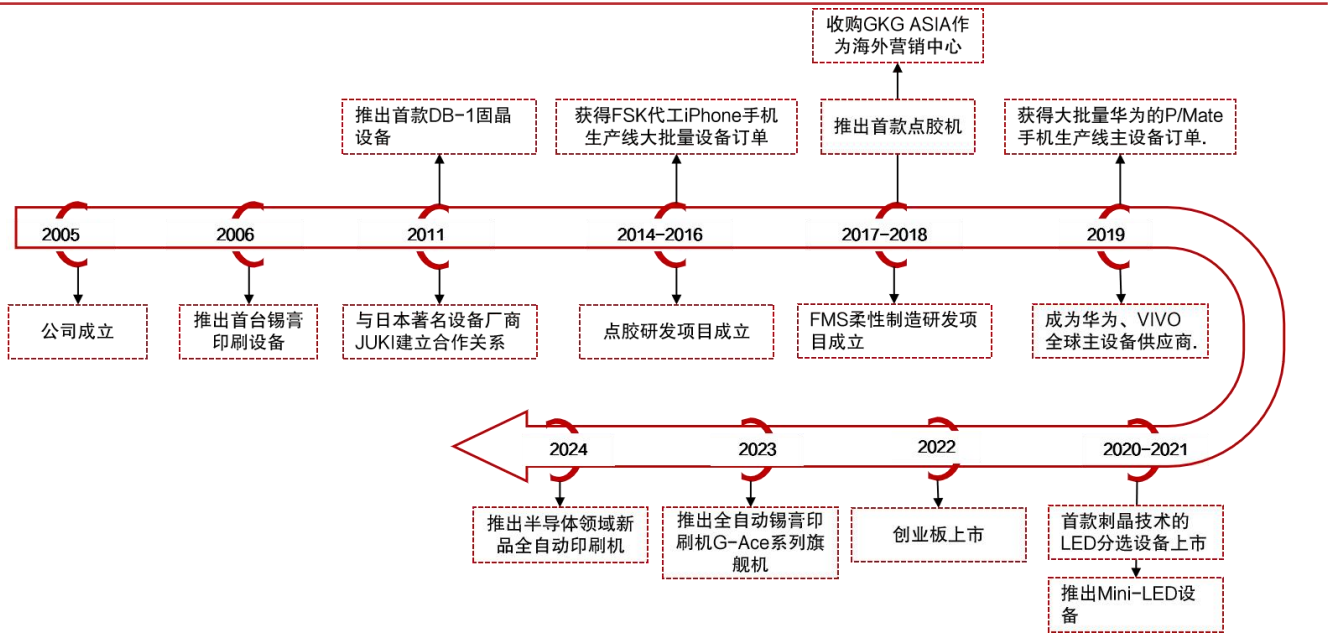 收购GKG ASIA作
为海外营销中心
推出首款DB-1固晶
设备
获得FSK代工iPhone手机
生产线大批量设备订单
推出首款点胶机
获得大批量华为的P/Mate
手机生产线主设备订单.
2005
2006
2011
2014-2016
2017-2018
2019
公司成立
推出首台锡膏
印刷设备
与日本著名设备厂商
JUKI建立合作关系
点胶研发项目成立
FMS柔性制造研发项
目成立
成为华为、VIVO
全球主设备供应商.
2024
2023
2022
2020-2021
推出半导体领域新
品全自动印刷机
推出全自动锡膏印
刷机G-Ace系列旗
舰机
创业板上市
首款刺晶技术的
LED分选设备上市
推出Mini-LED设
备